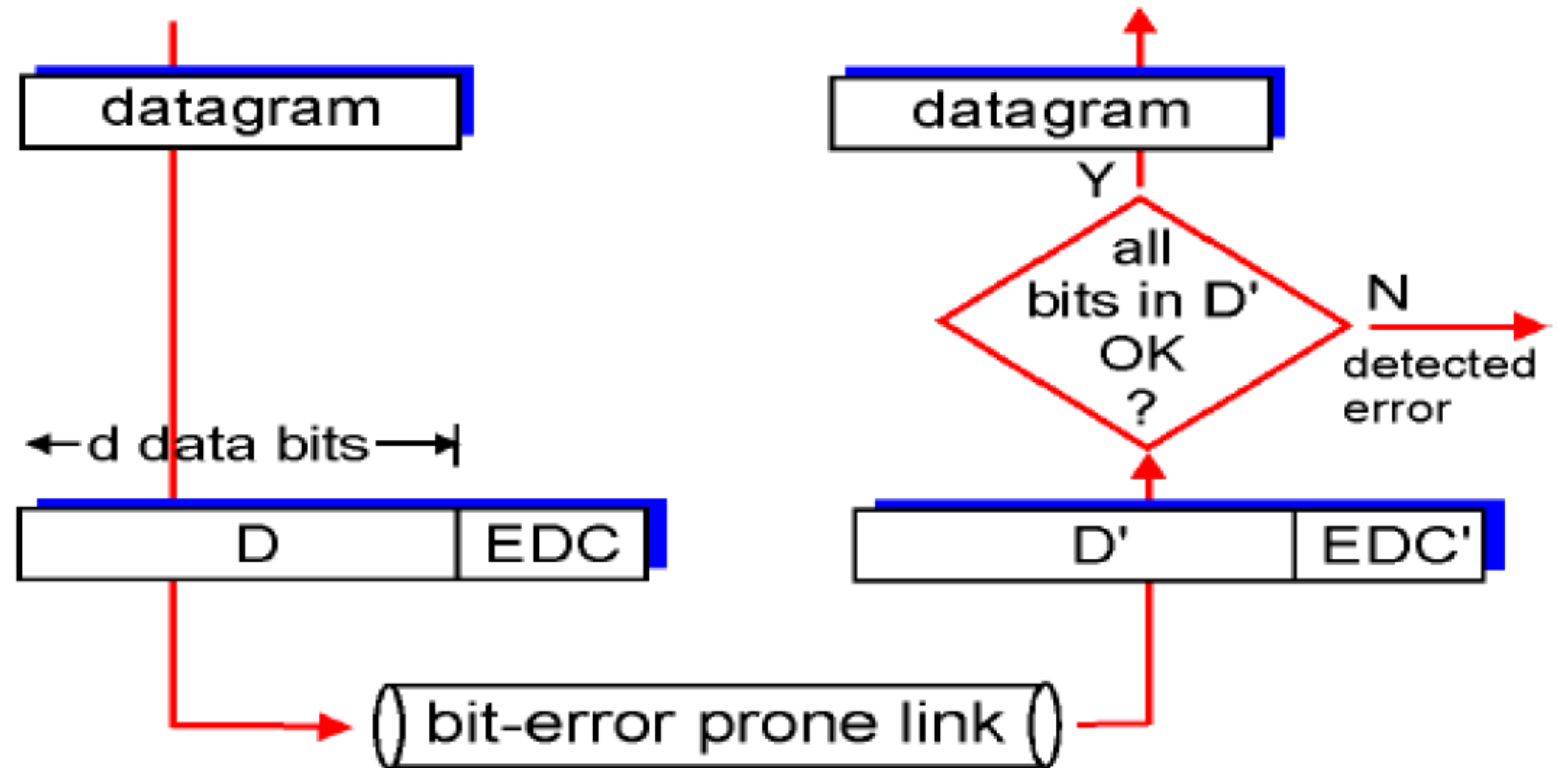 datagram
d data bits
D
EDC
bit-error prone link
D'
EDC'
all
bits in D'
OK
?
Y
N
detected
error
datagram